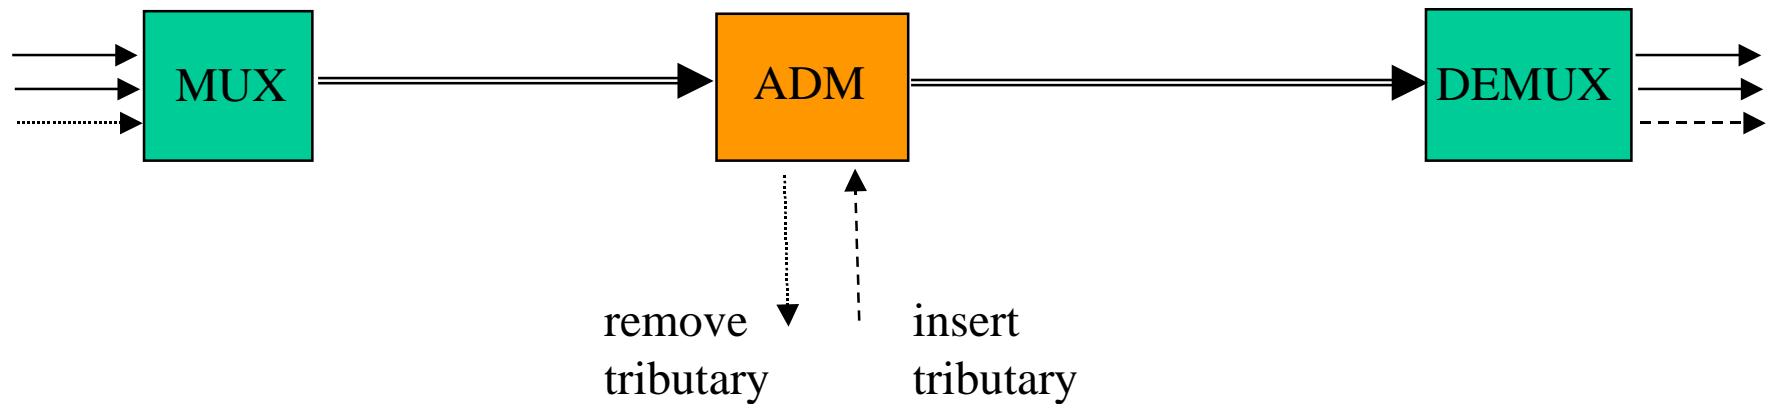 MUX
ADM
DEMUX
remove
tributary
insert
tributary